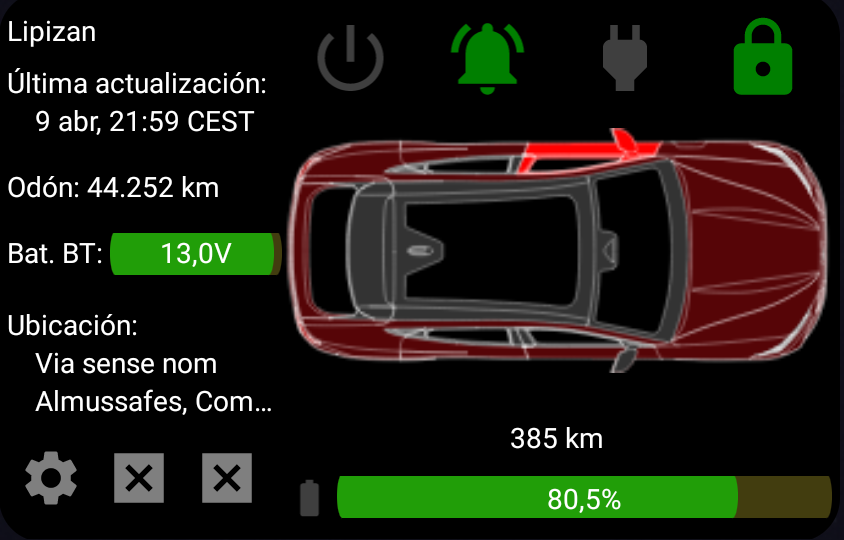 Lipizan
Última actualización:
9 abr, 21:59 CEST
Odón: 44.252 km
Bat. BT: 13,0V
Ubicación:
Via sense nom
Almussafes, Com…
385 km
80,5%